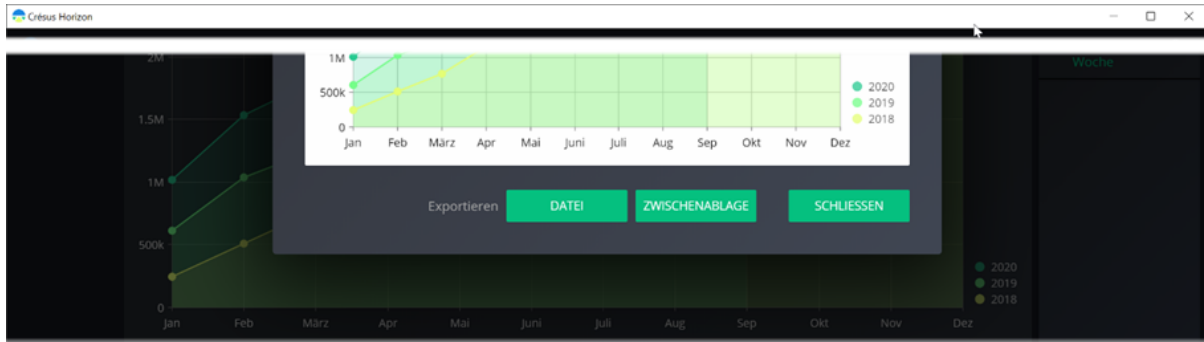 Crésus Horizon
2M
1.5M
1M
500k
0
Jan Feb März Apr Mai Juni Juli Aug Sep Okt Nov Dez
2020
2019
2018
Woche
1M
500k
0
Jan Feb März Apr Mai Juni Juli Aug Sep Okt Nov Dez
2020
2019
2018
Exportieren DATEI ZWISCHENABLAGE SCHLIESSEN